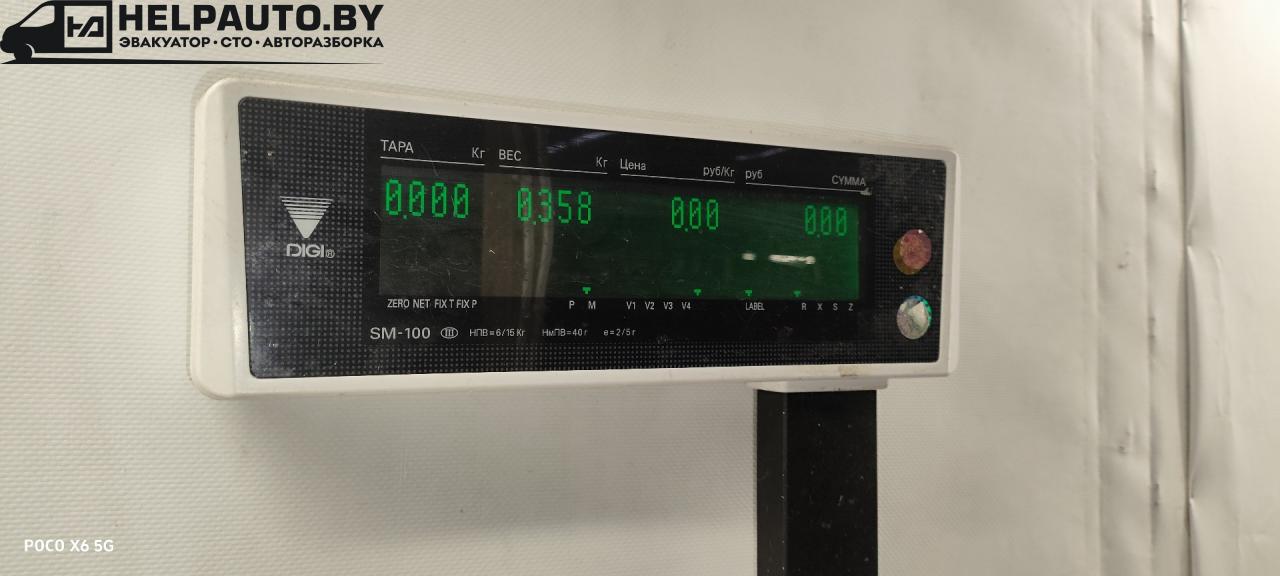 HELPAUTO.BY
ЭВАКУАТОР·СТО·АВТОРАЗБОРКА
ТАРА Кг ВЕС Кг Цена руб/Кг руб СУММА
0.000 0.358 0.00 0.00
DIGI®
ZERO NET FIX T FIX P P M V1 V2 V3 V4 LABEL R X S Z
SM-100 III НПВ=6/15 Кг НмПВ=40 г e=2/5 г
POCO X6 5G